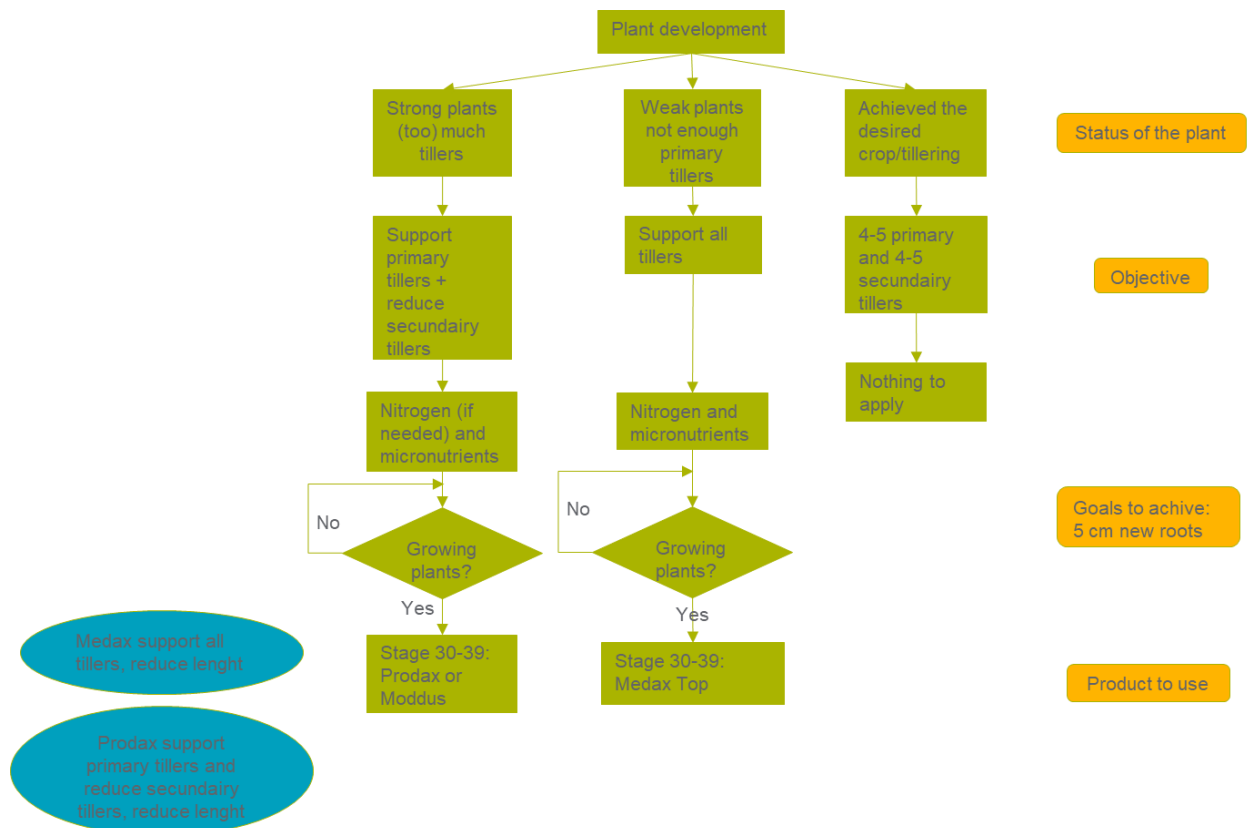 Plant development
Strong plants
(too) much
tillers
Weak plants
not enough
primary
tillers
Achieved the
desired
crop/tillering
Status of the plant
Support
primary
tillers +
reduce
secundairy
tillers
Support all
tillers
4-5 primary
and 4-5
secundairy
tillers
Objective
Nothing to
apply
Nitrogen (if
needed) and
micronutrients
Nitrogen and
micronutrients
No
Growing
plants?
No
Growing
plants?
Goals to achive:
5 cm new roots
Yes
Yes
Medax support all
tillers, reduce lenght
Stage 30-39:
Prodax or
Moddus
Stage 30-39:
Medax Top
Product to use
Prodax support
primary tillers and
reduce secundairy
tillers, reduce lenght